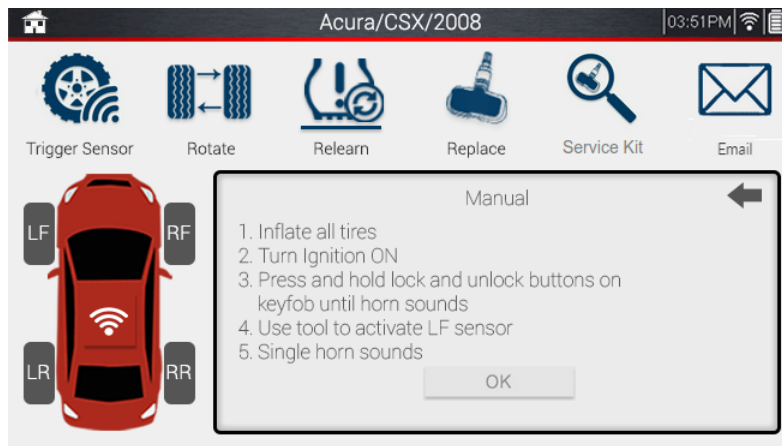 Acura/CSX/2008
03:51PM
Trigger Sensor
Rotate
Relearn
Replace
Service Kit
Email
LF
RF
LR
RR
Manual
1. Inflate all tires
2. Turn Ignition ON
3. Press and hold lock and unlock buttons on
keyfob until horn sounds
4. Use tool to activate LF sensor
5. Single horn sounds
OK